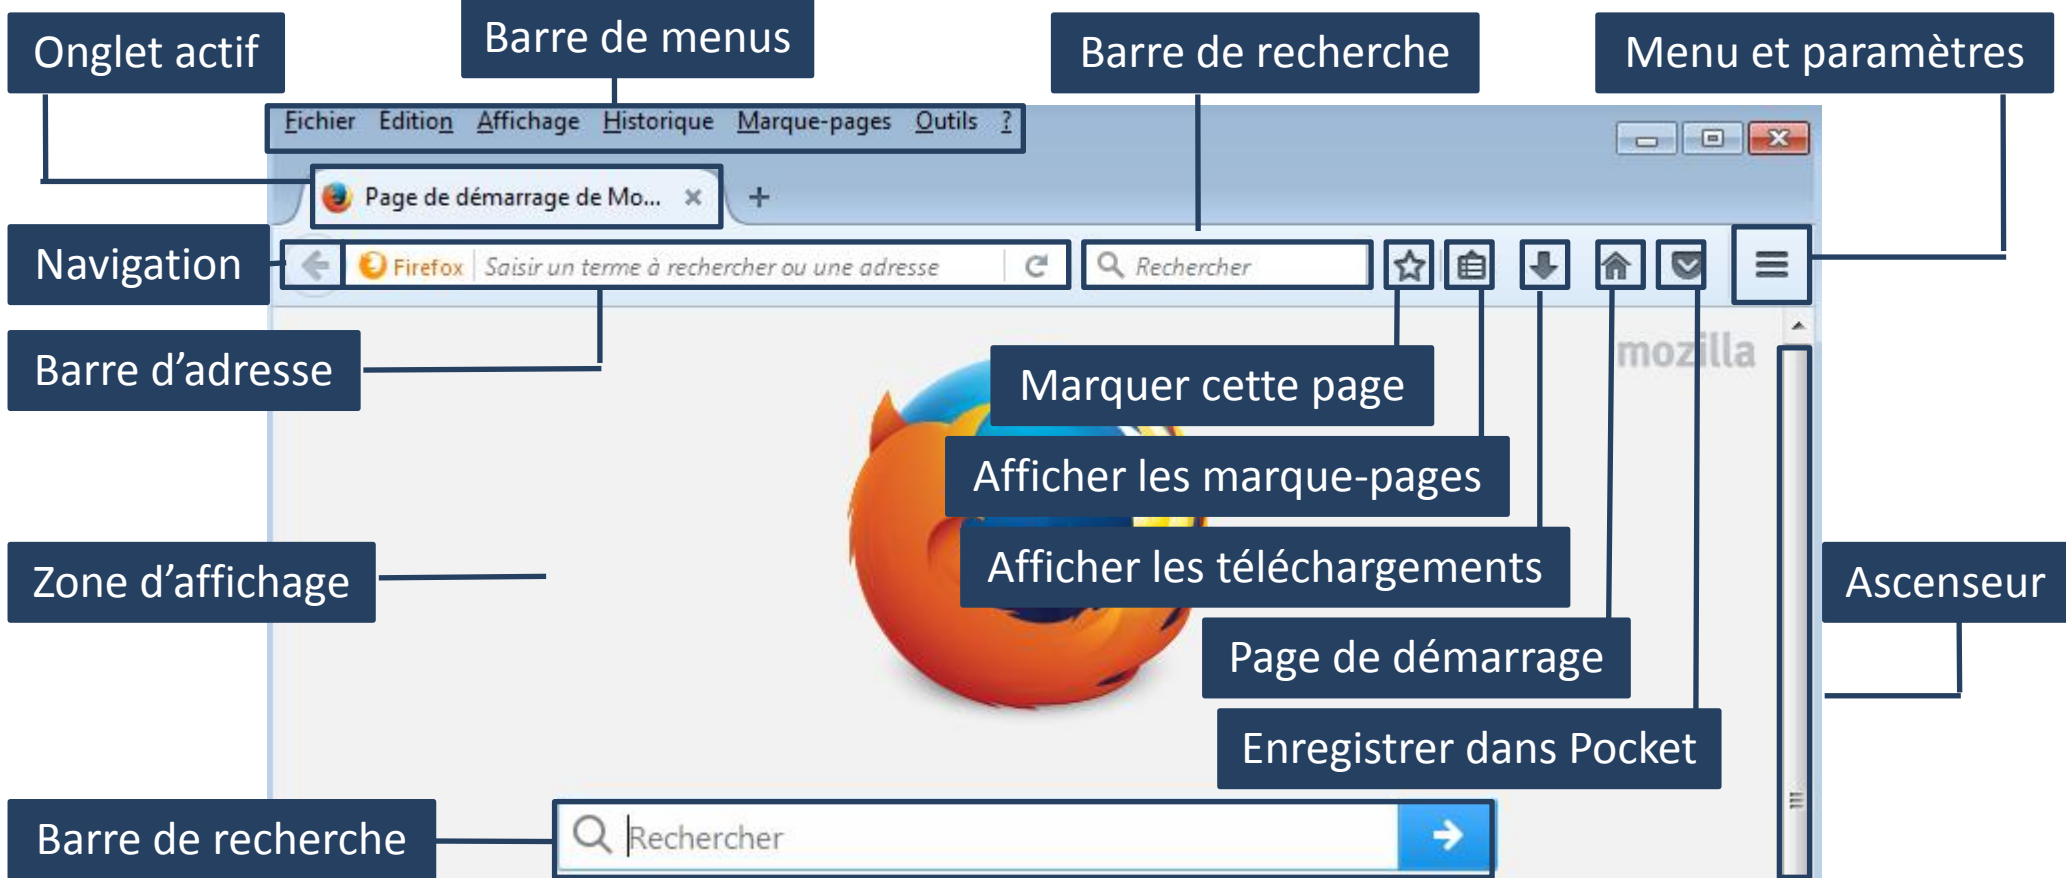 Onglet actif
Barre de menus
Barre de recherche
Menu et paramètres
Fichier Edition Affichage Historique Marque-pages Outils ?
Page de démarrage de Mo...
Navigation
Firefox Saisir un terme à rechercher ou une adresse
Rechercher
Barre d’adresse
mozilla
Marquer cette page
Afficher les marque-pages
Zone d’affichage
Afficher les téléchargements
Ascenseur
Page de démarrage
Enregistrer dans Pocket
Barre de recherche
Rechercher